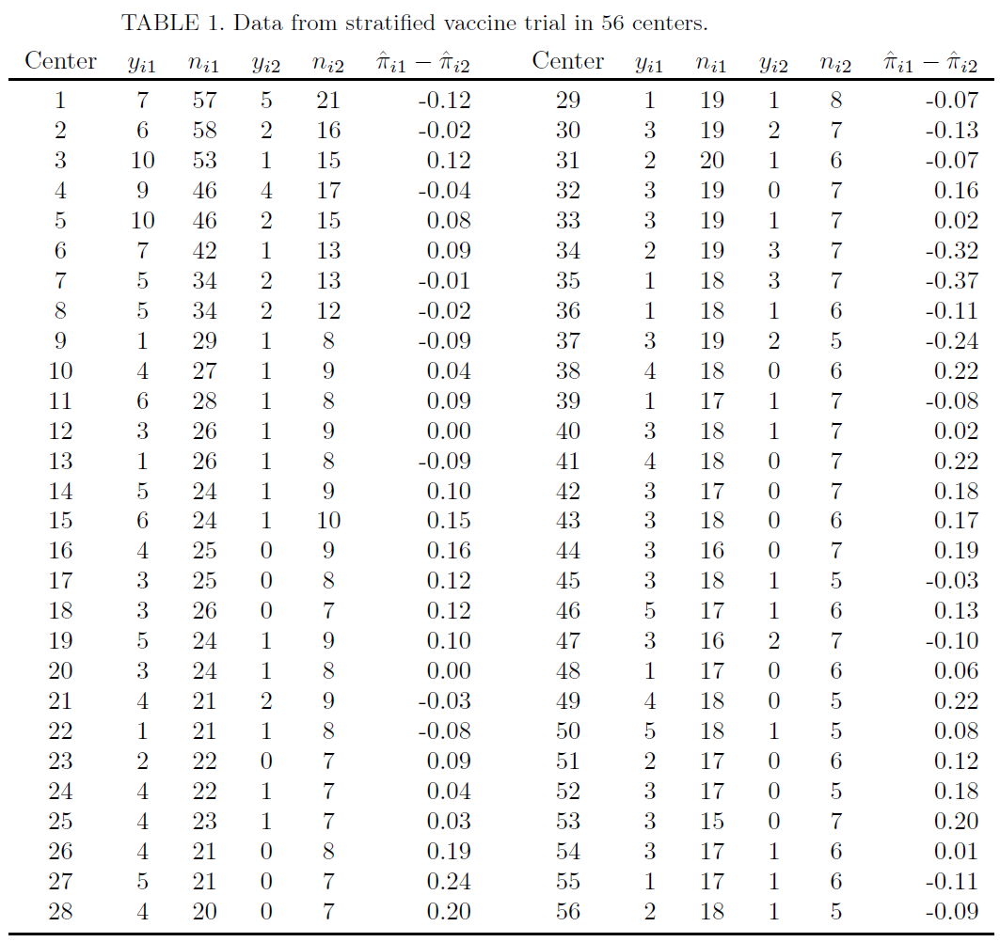 TABLE 1. Data from stratified vaccine trial in 56 centers.
Center y_{i1} n_{i1} y_{i2} n_{i2} π̂_{i1} − π̂_{i2} Center y_{i1} n_{i1} y_{i2} n_{i2} π̂_{i1} − π̂_{i2}
1 7 57 5 21 -0.12 29 1 19 1 8 -0.07
2 6 58 2 16 -0.02 30 3 19 2 7 -0.13
3 10 53 1 15 0.12 31 2 20 1 6 -0.07
4 9 46 4 17 -0.04 32 3 19 0 7 0.16
5 10 46 2 15 0.08 33 3 19 1 7 0.02
6 7 42 1 13 0.09 34 2 19 3 7 -0.32
7 5 34 2 13 -0.01 35 1 18 3 7 -0.37
8 5 34 2 12 -0.02 36 1 18 1 6 -0.11
9 1 29 1 8 -0.09 37 3 19 2 5 -0.24
10 4 27 1 9 0.04 38 4 18 0 6 0.22
11 6 28 1 8 0.09 39 1 17 1 7 -0.08
12 3 26 1 9 0.00 40 3 18 1 7 0.02
13 1 26 1 8 -0.09 41 4 18 0 7 0.22
14 5 24 1 9 0.10 42 3 17 0 7 0.18
15 6 24 1 10 0.15 43 3 18 0 6 0.17
16 4 25 0 9 0.16 44 3 16 0 7 0.19
17 3 25 0 8 0.12 45 3 18 1 5 -0.03
18 3 26 0 7 0.12 46 5 17 1 6 0.13
19 5 24 1 9 0.10 47 3 16 2 7 -0.10
20 3 24 1 8 0.00 48 1 17 0 6 0.06
21 4 21 2 9 -0.03 49 4 18 0 5 0.22
22 1 21 1 8 -0.08 50 5 18 1 5 0.08
23 2 22 0 7 0.09 51 2 17 0 6 0.12
24 4 22 1 7 0.04 52 3 17 0 5 0.18
25 4 23 1 7 0.03 53 3 15 0 7 0.20
26 4 21 0 8 0.19 54 3 17 1 6 0.01
27 5 21 0 7 0.24 55 1 17 1 6 -0.11
28 4 20 0 7 0.20 56 2 18 1 5 -0.09